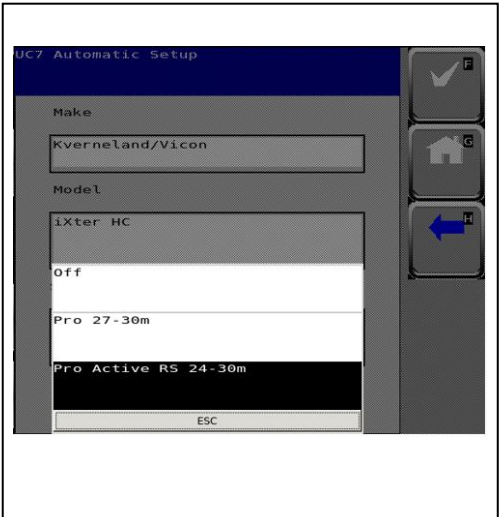 UC7 Automatic Setup
F
Make
Kverneland/Vicon
G
Model
iXter HC
H
Off
Pro 27-30m
Pro Active RS 24-30m
ESC